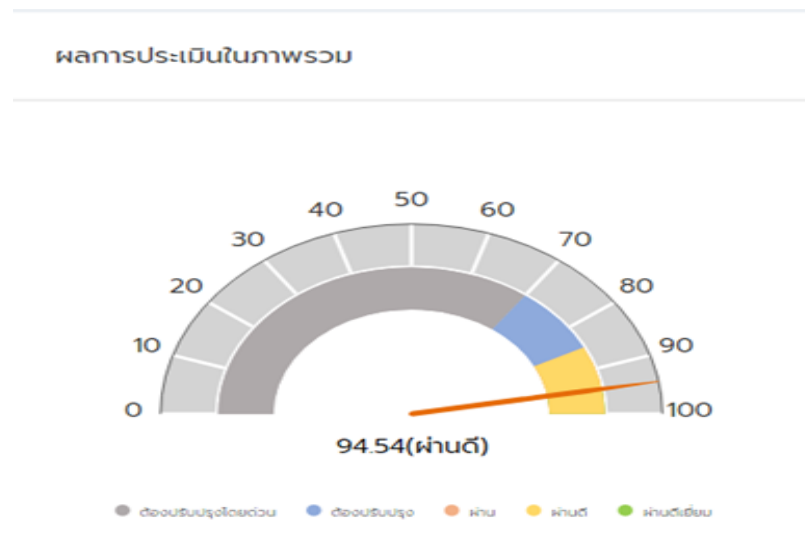 ผลการประเมินในภาพรวม
0 10 20 30 40 50 60 70 80 90 100
94.54(ผ่านดี)
ต้องปรับปรุงโดยด่วน ต้องปรับปรุง ผ่าน ผ่านดี ผ่านดีเยี่ยม